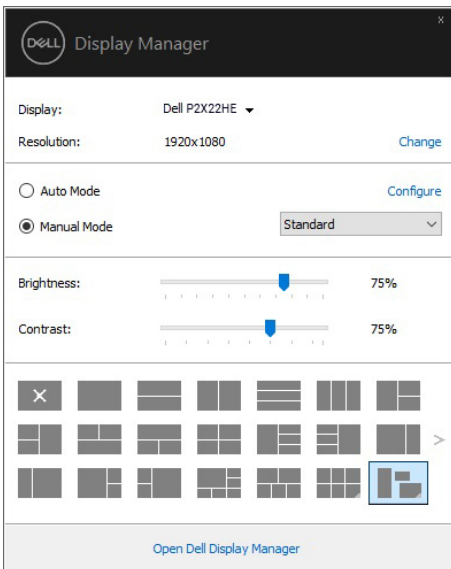 x
DELL Display Manager
Display: Dell P2X22HE
Resolution: 1920x1080 Change
Auto Mode Configure
Manual Mode Standard
Brightness: 75%
Contrast: 75%
Open Dell Display Manager